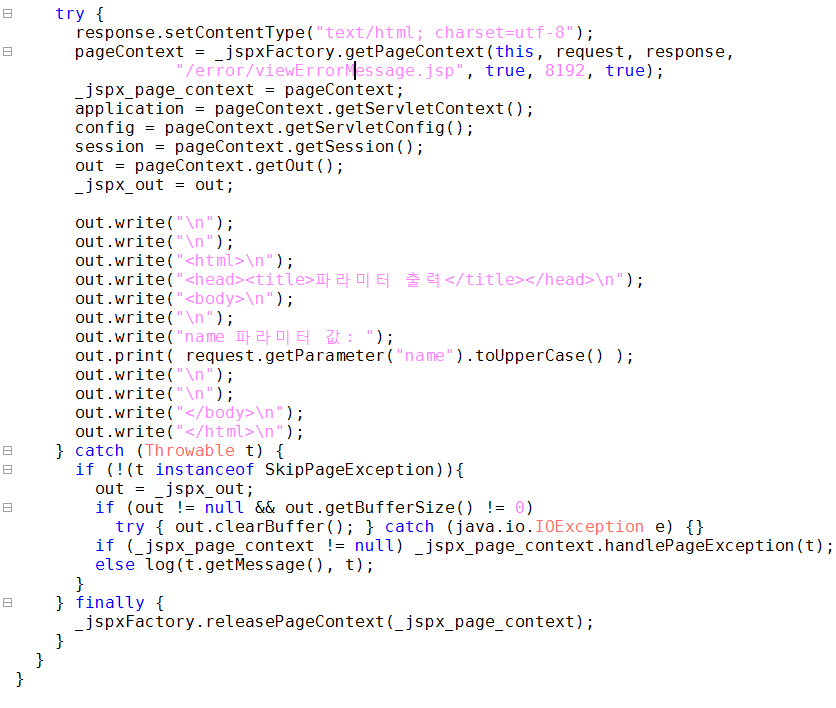 try {
response.setContentType("text/html; charset=utf-8");
pageContext = _jspxFactory.getPageContext(this, request, response,
"/error/viewErrorMessage.jsp", true, 8192, true);
_jspx_page_context = pageContext;
application = pageContext.getServletContext();
config = pageContext.getServletConfig();
session = pageContext.getSession();
out = pageContext.getOut();
_jspx_out = out;
out.write("\n");
out.write("\n");
out.write("<html>\n");
out.write("<head><title>파라미터 출력</title></head>\n");
out.write("<body>\n");
out.write("\n");
out.write("name 파라미터 값: ");
out.print( request.getParameter("name").toUpperCase() );
out.write("\n");
out.write("\n");
out.write("</body>\n");
out.write("</html>\n");
} catch (Throwable t) {
if (!(t instanceof SkipPageException)){
out = _jspx_out;
if (out != null && out.getBufferSize() != 0)
try { out.clearBuffer(); } catch (java.io.IOException e) {}
if (_jspx_page_context != null) _jspx_page_context.handlePageException(t);
else log(t.getMessage(), t);
}
} finally {
_jspxFactory.releasePageContext(_jspx_page_context);
}
}
}